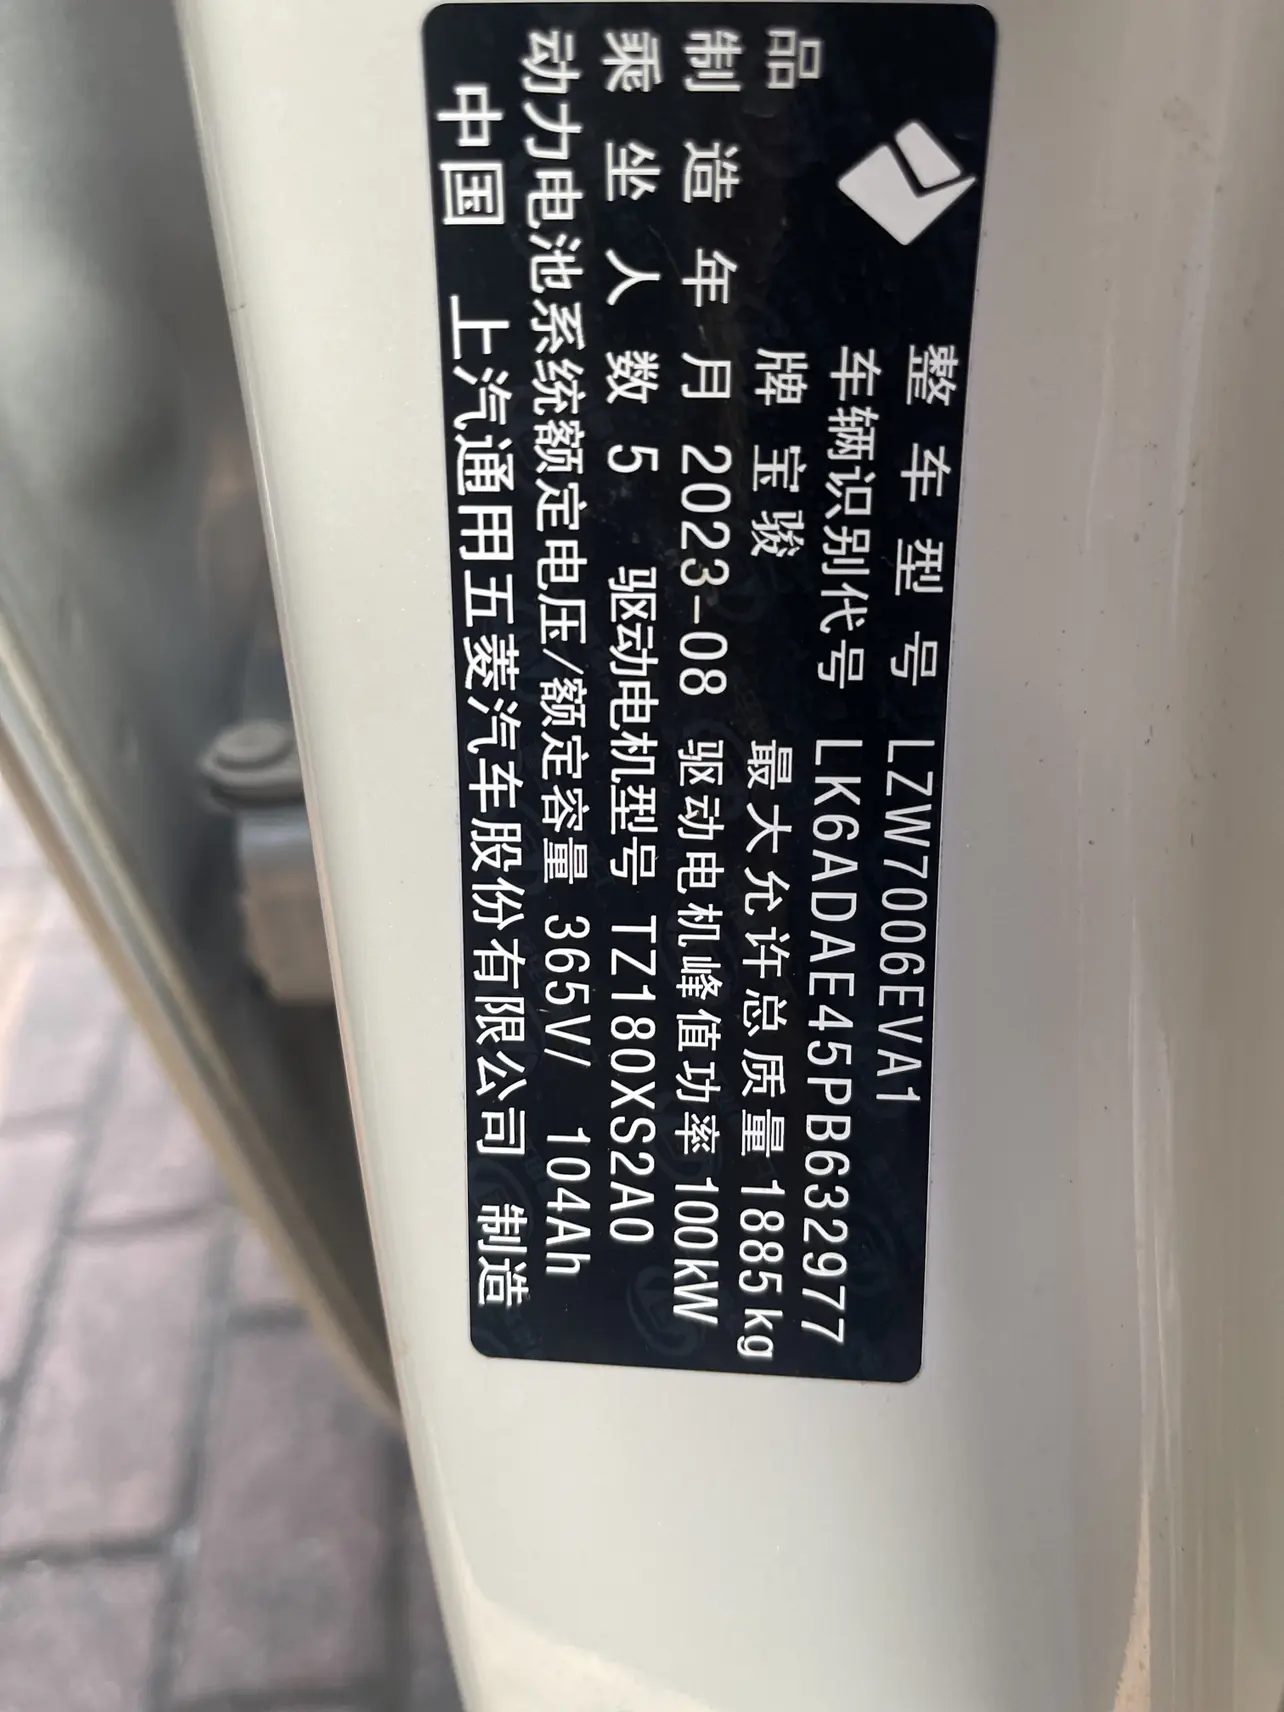 整车型号 LZW7006EVA1
车辆识别代号 LK6ADAE45PB632977
品牌 宝骏 最大允许总质量 1885kg
制造年月 2023-08 驱动电机峰值功率 100kW
乘坐人数 5 驱动电机型号 TZ180XS2A0
动力电池系统额定电压/额定容量 365V/ 104Ah
中国 上汽通用五菱汽车股份有限公司 制造